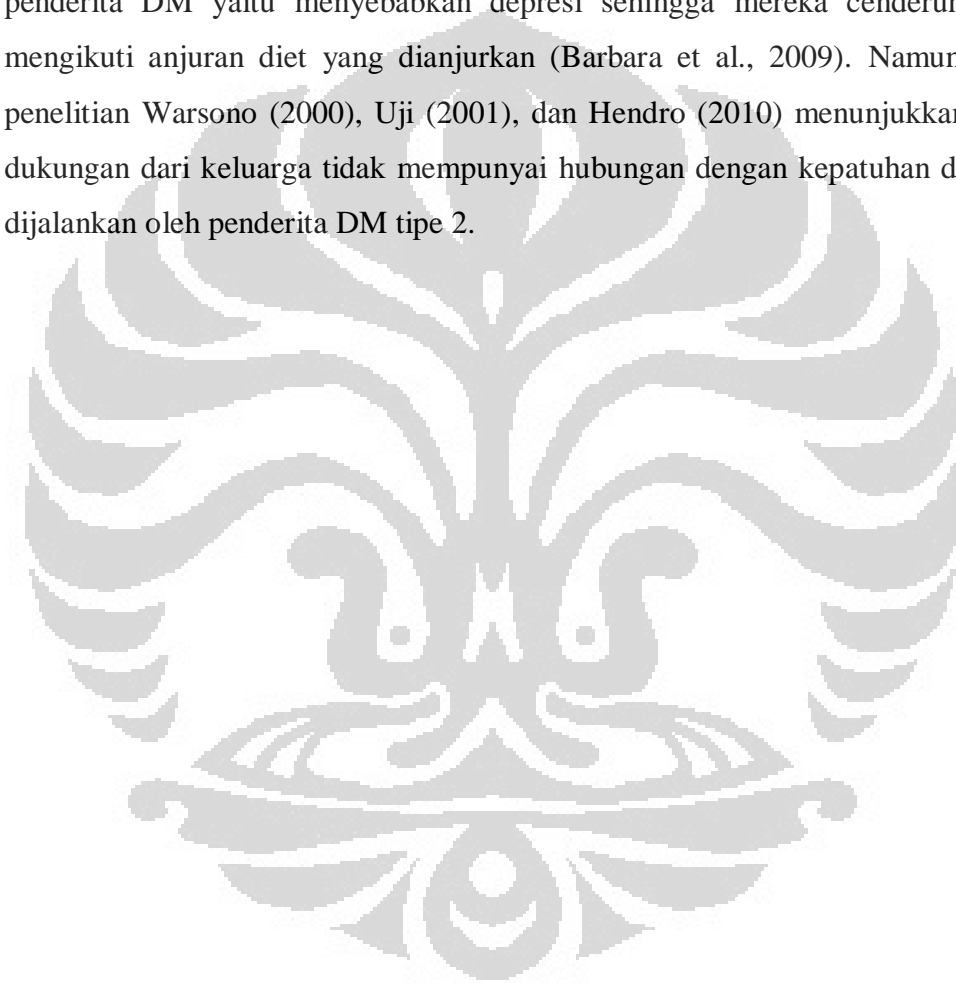 penderita DM yaitu menyebabkan depresi sehingga mereka cenderun
mengikuti anjuran diet yang dianjurkan (Barbara et al., 2009). Namun
penelitian Warsono (2000), Uji (2001), dan Hendro (2010) menunjukkan
dukungan dari keluarga tidak mempunyai hubungan dengan kepatuhan d
dijalankan oleh penderita DM tipe 2.